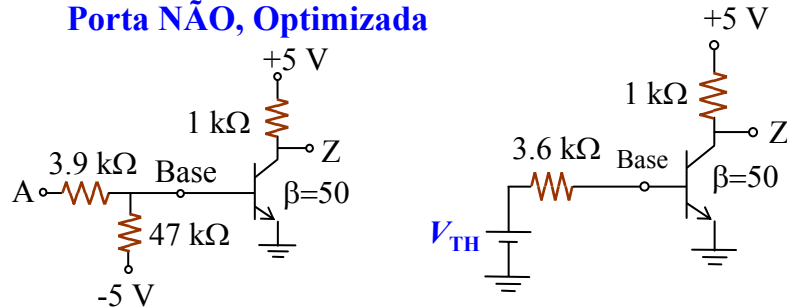 Porta NÃO, Optimizada
+5 V
1 kΩ
Z
3.9 kΩ
Base
A
β=50
47 kΩ
-5 V
+5 V
1 kΩ
Z
3.6 kΩ
Base
β=50
VTH